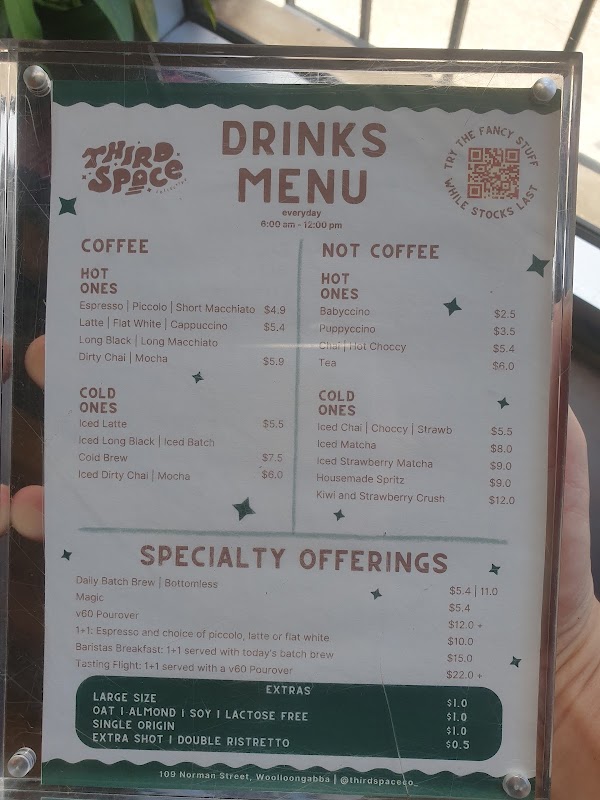 THIRD
SPACE
DRINKS
MENU
everyday
6:00 am - 12:00 pm
TRY THE FANCY STUFF
WHILE STOCKS LAST
COFFEE
HOT
ONES
Espresso | Piccolo | Short Macchiato $4.9
Latte | Flat White | Cappuccino $5.4
Long Black | Long Macchiato
Dirty Chai | Mocha $5.9
COLD
ONES
Iced Latte $5.5
Iced Long Black | Iced Batch
Cold Brew $7.5
Iced Dirty Chai | Mocha $6.0
NOT COFFEE
HOT
ONES
Babyccino $2.5
Puppyccino $3.5
Chai | Hot Choccy $5.4
Tea $6.0
COLD
ONES
Iced Chai | Choccy | Strawb $5.5
Iced Matcha $8.0
Iced Strawberry Matcha $9.0
Housemade Spritz $9.0
Kiwi and Strawberry Crush $12.0
SPECIALTY OFFERINGS
Daily Batch Brew | Bottomless $5.4 | 11.0
Magic $5.4
v60 Pourover $12.0 +
1+1: Espresso and choice of piccolo, latte or flat white $10.0
Baristas Breakfast: 1+1 served with today's batch brew $15.0
Tasting Flight: 1+1 served with a v60 Pourover $22.0 +
EXTRAS
LARGE SIZE $1.0
OAT | ALMOND | SOY | LACTOSE FREE $1.0
SINGLE ORIGIN $1.0
EXTRA SHOT | DOUBLE RISTRETTO $0.5
109 Norman Street, Woolloongabba | @thirdspaceco_